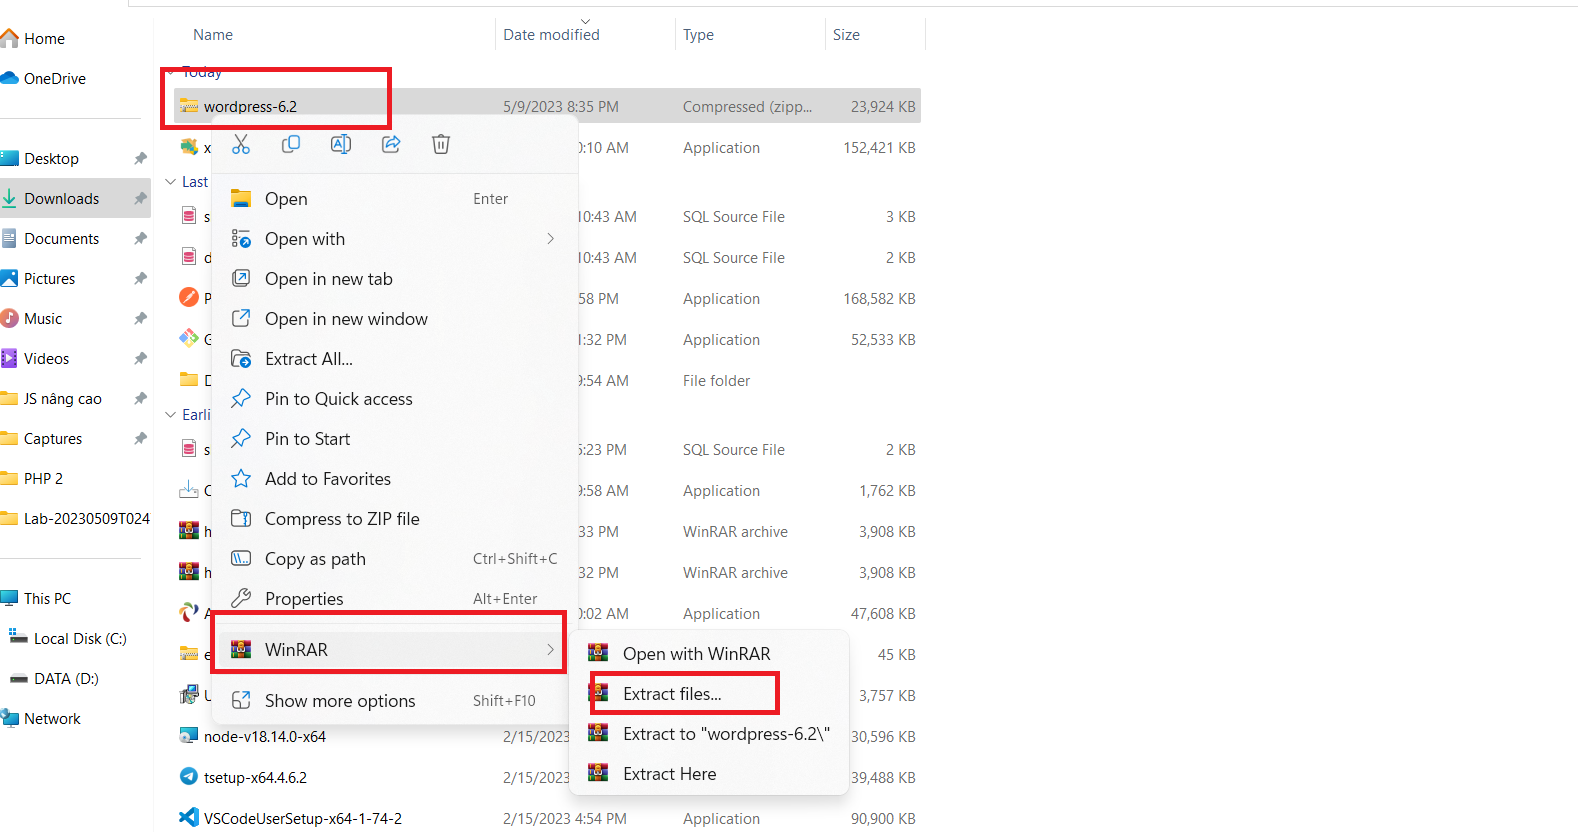 Name Date modified Type Size
Home
OneDrive
Desktop
Downloads
Documents
Pictures
Music
Videos
JS nâng cao
Captures
PHP 2
Lab-20230509T024
This PC
Local Disk (C:)
DATA (D:)
Network
Today
wordpress-6.2 5/9/2023 8:35 PM Compressed (zipp... 23,924 KB
x 0:10 AM Application 152,421 KB
Last
s 10:43 AM SQL Source File 3 KB
d 10:43 AM SQL Source File 2 KB
P :58 PM Application 168,582 KB
G 1:32 PM Application 52,533 KB
D 9:54 AM File folder
Earli
s 5:23 PM SQL Source File 2 KB
C 9:58 AM Application 1,762 KB
h :33 PM WinRAR archive 3,908 KB
h :32 PM WinRAR archive 3,908 KB
A 0:02 AM Application 47,608 KB
e 45 KB
U 3,757 KB
node-v18.14.0-x64 2/15/2023 30,596 KB
tsetup-x64.4.6.2 2/15/2023 39,488 KB
VSCodeUserSetup-x64-1-74-2 2/15/2023 4:54 PM Application 90,900 KB
Open Enter
Open with
Open in new tab
Open in new window
Extract All...
Pin to Quick access
Pin to Start
Add to Favorites
Compress to ZIP file
Copy as path Ctrl+Shift+C
Properties Alt+Enter
WinRAR
Show more options Shift+F10
Open with WinRAR
Extract files...
Extract to "wordpress-6.2\"
Extract Here